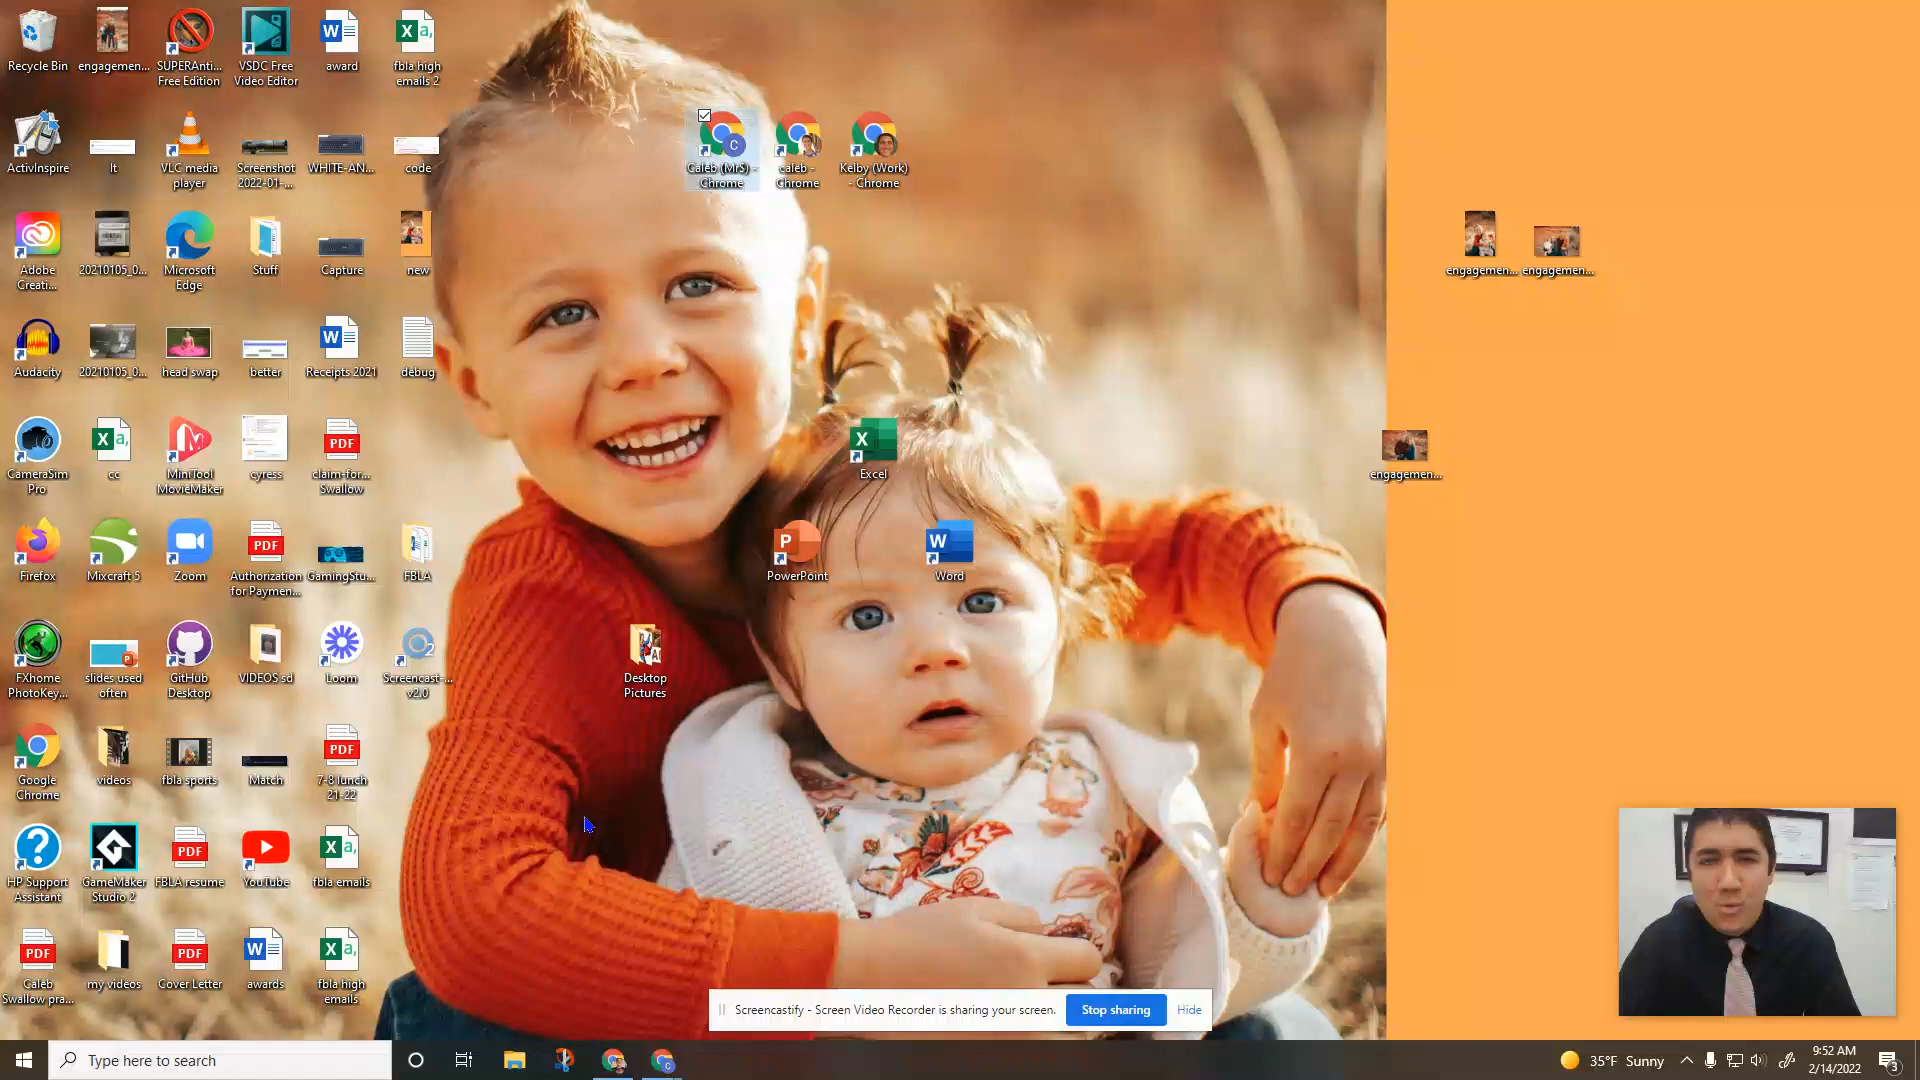 Recycle Bin
engagemen...
SUPERAnti...
Free Edition
VSDC Free
Video Editor
award
fbla high
emails 2
ActivInspire
lt
VLC media
player
Screenshot
2022-01-...
WHITE-AN...
code
Caleb (MrS) -
Chrome
caleb -
Chrome
Kelby (Work)
- Chrome
Adobe
Creati...
20210105_0...
Microsoft
Edge
Stuff
Capture
new
engagemen...
engagemen...
Audacity
20210105_0...
head swap
better
Receipts 2021
debug
CameraSim
Pro
cc
MiniTool
MovieMaker
cyress
PDF
claim-for...
Swallow
Excel
engagemen...
Firefox
Mixcraft 5
Zoom
PDF
Authorization
for Paymen...
GamingStu...
FBLA
PowerPoint
Word
FXhome
PhotoKey...
slides used
often
GitHub
Desktop
VIDEOS sd
Loom
Screencast-...
v2.0
Desktop
Pictures
Google
Chrome
videos
fbla sports
Match
PDF
7-8 lunch
21-22
HP Support
Assistant
GameMaker
Studio 2
PDF
FBLA resume
YouTube
fbla emails
PDF
Caleb
Swallow pra...
my videos
PDF
Cover Letter
awards
fbla high
emails
Screencastify - Screen Video Recorder is sharing your screen.
Stop sharing
Hide
Type here to search
35°F Sunny
9:52 AM
2/14/2022
3